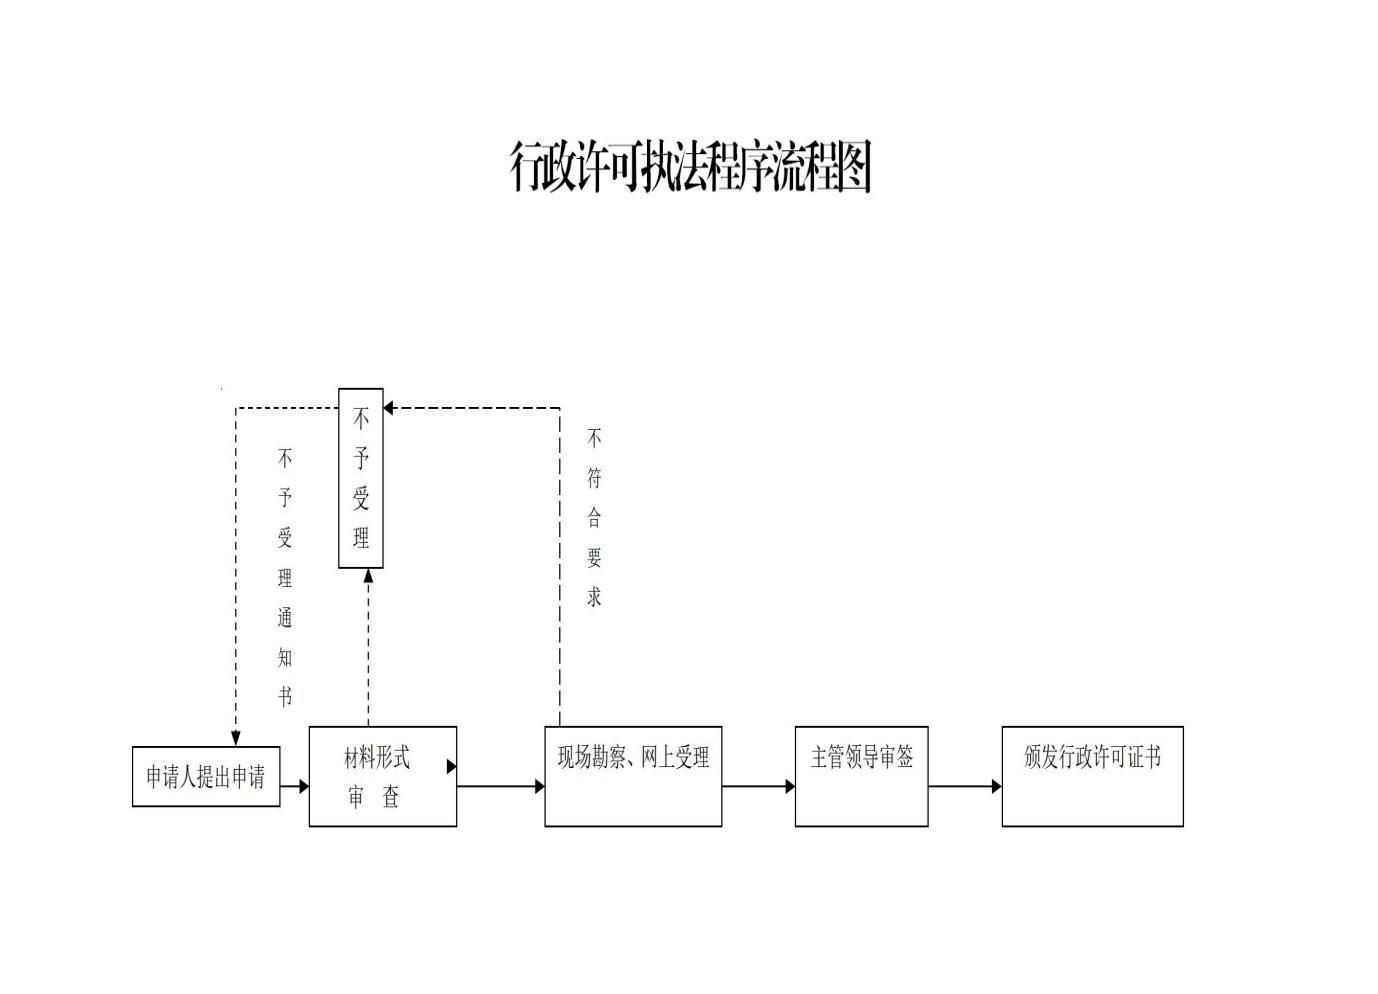 行政许可执法程序流程图
不予受理
不符合要求
不予受理通知书
申请人提出申请
材料形式
审 查
现场勘察、网上受理
主管领导审签
颁发行政许可证书